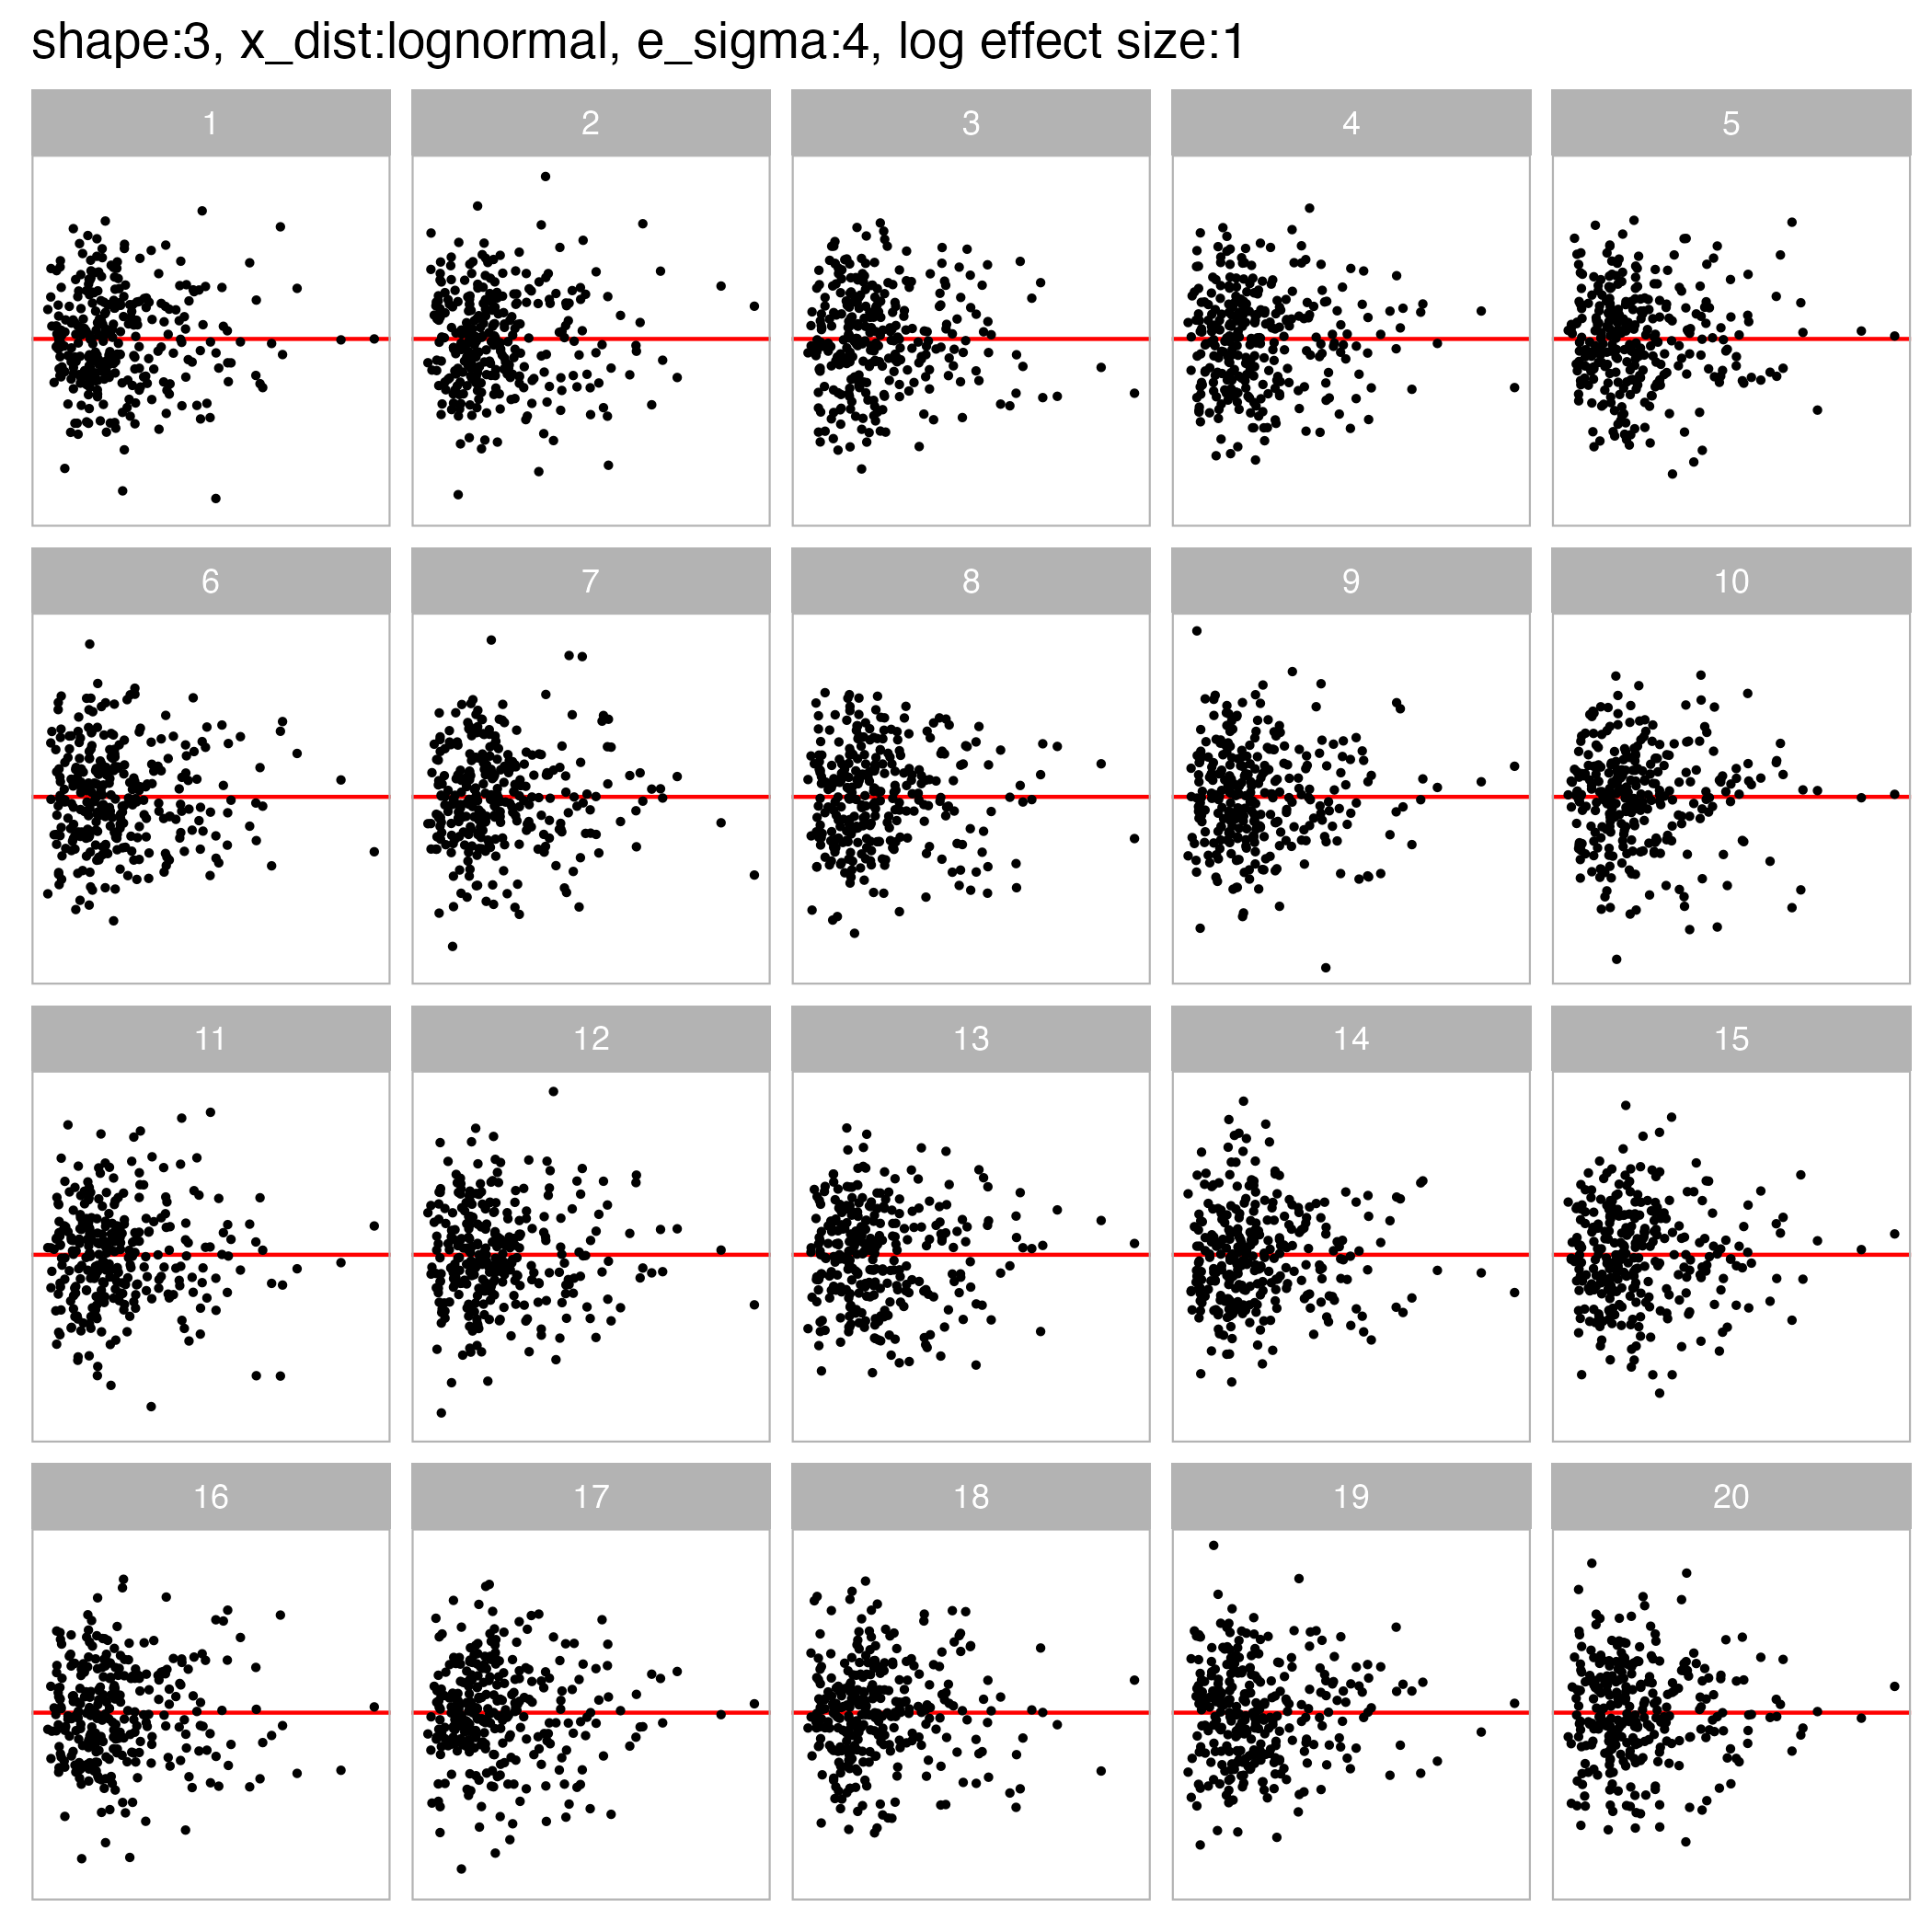 shape:3, x_dist:lognormal, e_sigma:4, log effect size:1
1 2 3 4 5
6 7 8 9 10
11 12 13 14 15
16 17 18 19 20